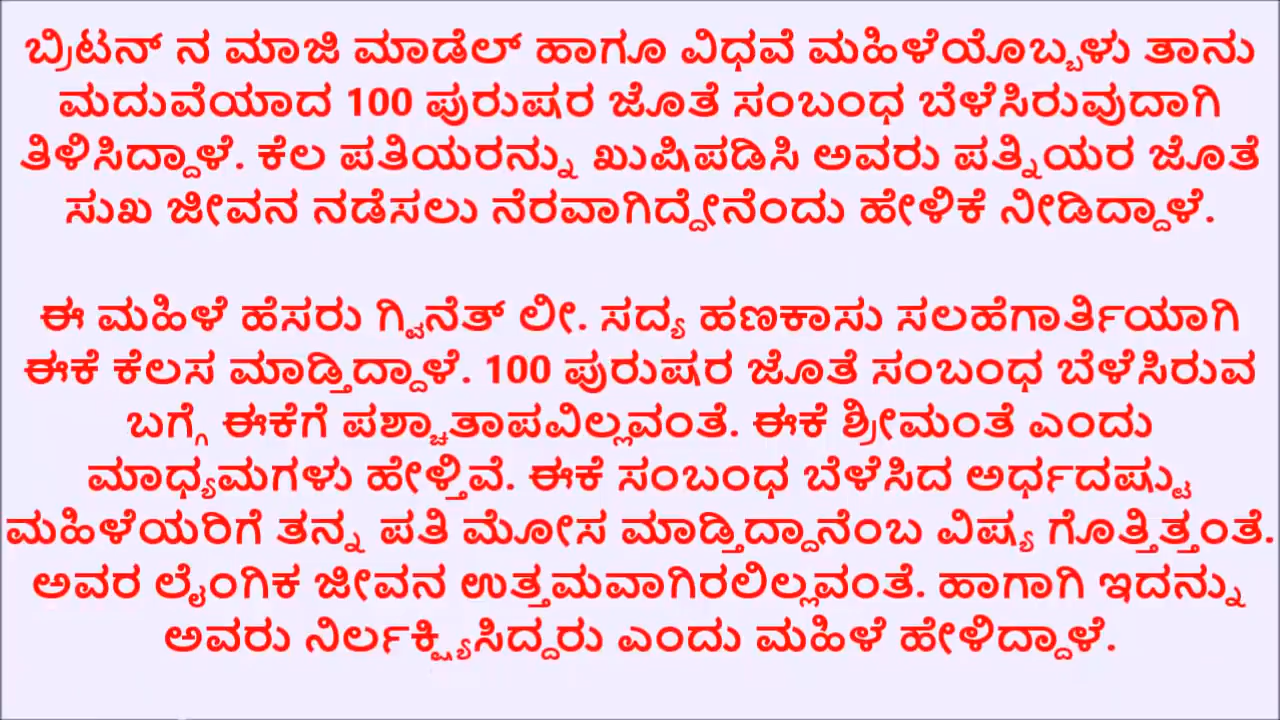 ಬ್ರಿಟನ್ ನ ಮಾಜಿ ಮಾಡೆಲ್ ಹಾಗೂ ವಿಧವೆ ಮಹಿಳೆಯೊಬ್ಬಳು ತಾನು
ಮದುವೆಯಾದ 100 ಪುರುಷರ ಜೊತೆ ಸಂಬಂಧ ಬೆಳೆಸಿರುವುದಾಗಿ
ತಿಳಿಸಿದ್ದಾಳೆ. ಕೆಲ ಪತಿಯರನ್ನು ಖುಷಿಪಡಿಸಿ ಅವರು ಪತ್ನಿಯರ ಜೊತೆ
ಸುಖ ಜೀವನ ನಡೆಸಲು ನೆರವಾಗಿದ್ದೇನೆಂದು ಹೇಳಿಕೆ ನೀಡಿದ್ದಾಳೆ.
ಈ ಮಹಿಳೆ ಹೆಸರು ಗ್ವಿನೆತ್ ಲೀ. ಸದ್ಯ ಹಣಕಾಸು ಸಲಹೆಗಾರ್ತಿಯಾಗಿ
ಈಕೆ ಕೆಲಸ ಮಾಡ್ತಿದ್ದಾಳೆ. 100 ಪುರುಷರ ಜೊತೆ ಸಂಬಂಧ ಬೆಳೆಸಿರುವ
ಬಗ್ಗೆ ಈಕೆಗೆ ಪಶ್ಚಾತಾಪವಿಲ್ಲವಂತೆ. ಈಕೆ ಶ್ರೀಮಂತೆ ಎಂದು
ಮಾಧ್ಯಮಗಳು ಹೇಳ್ತಿವೆ. ಈಕೆ ಸಂಬಂಧ ಬೆಳೆಸಿದ ಅರ್ಧದಷ್ಟು
ಮಹಿಳೆಯರಿಗೆ ತನ್ನ ಪತಿ ಮೋಸ ಮಾಡ್ತಿದ್ದಾನೆಂಬ ವಿಷ್ಯ ಗೊತ್ತಿತ್ತಂತೆ.
ಅವರ ಲೈಂಗಿಕ ಜೀವನ ಉತ್ತಮವಾಗಿರಲಿಲ್ಲವಂತೆ. ಹಾಗಾಗಿ ಇದನ್ನು
ಅವರು ನಿರ್ಲಕ್ಷ್ಯಿಸಿದ್ದರು ಎಂದು ಮಹಿಳೆ ಹೇಳಿದ್ದಾಳೆ.